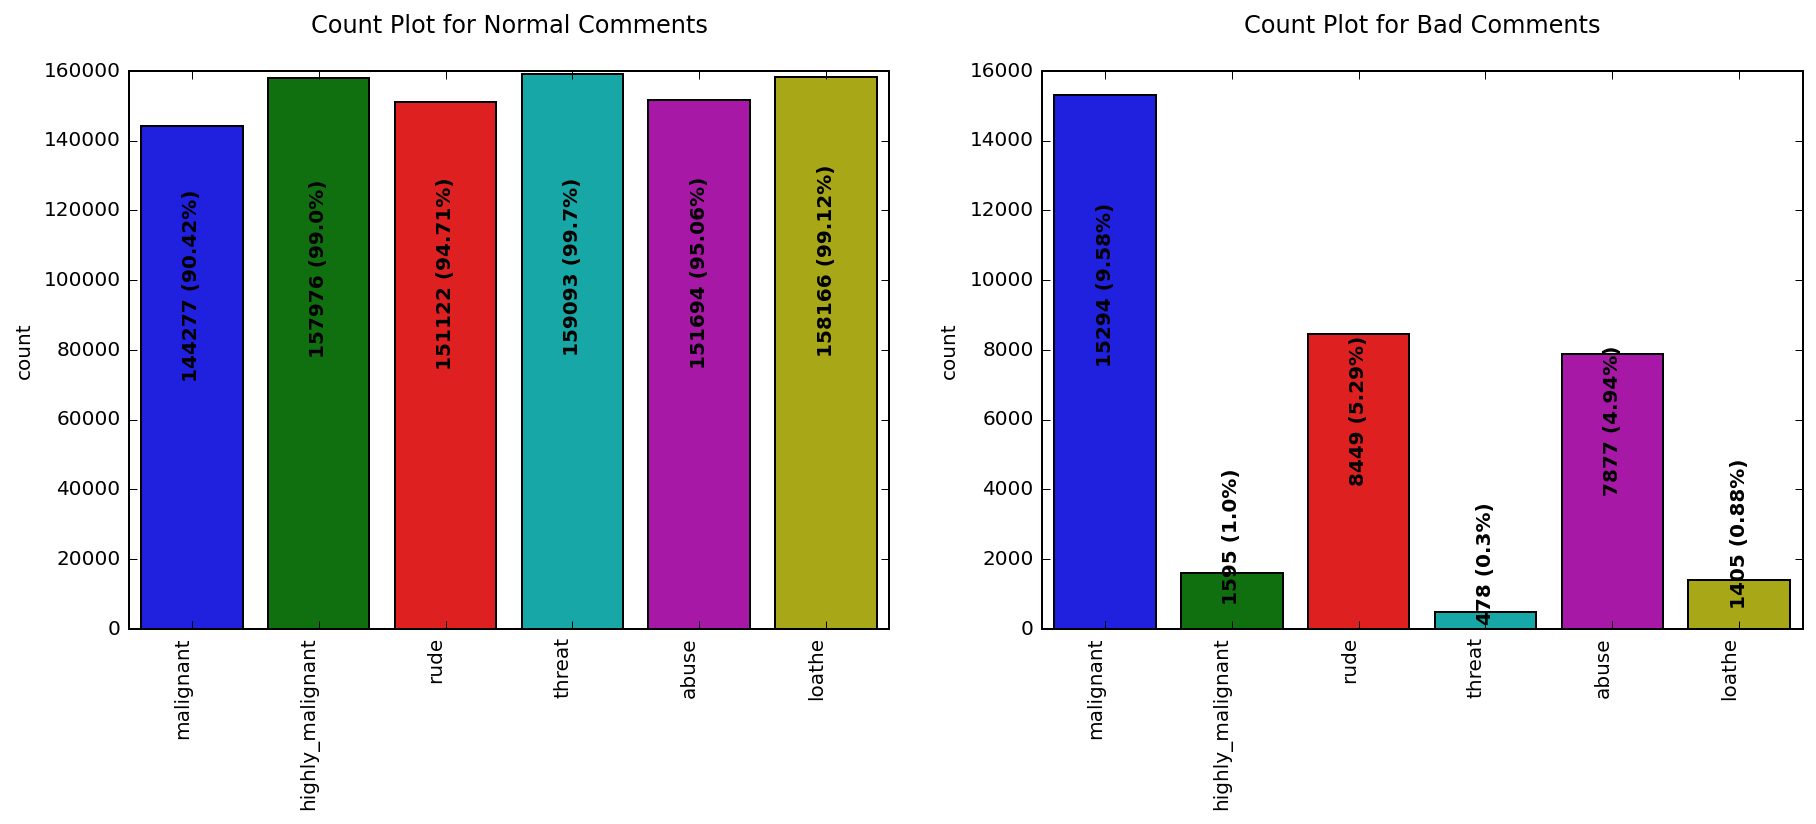 Count Plot for Normal Comments
count
160000
140000
120000
100000
80000
60000
40000
20000
0
144277 (90.42%)
157976 (99.0%)
151122 (94.71%)
159093 (99.7%)
151694 (95.06%)
158166 (99.12%)
malignant
highly_malignant
rude
threat
abuse
loathe
Count Plot for Bad Comments
count
16000
14000
12000
10000
8000
6000
4000
2000
0
15294 (9.58%)
1595 (1.0%)
8449 (5.29%)
478 (0.3%)
7877 (4.94%)
1405 (0.88%)
malignant
highly_malignant
rude
threat
abuse
loathe